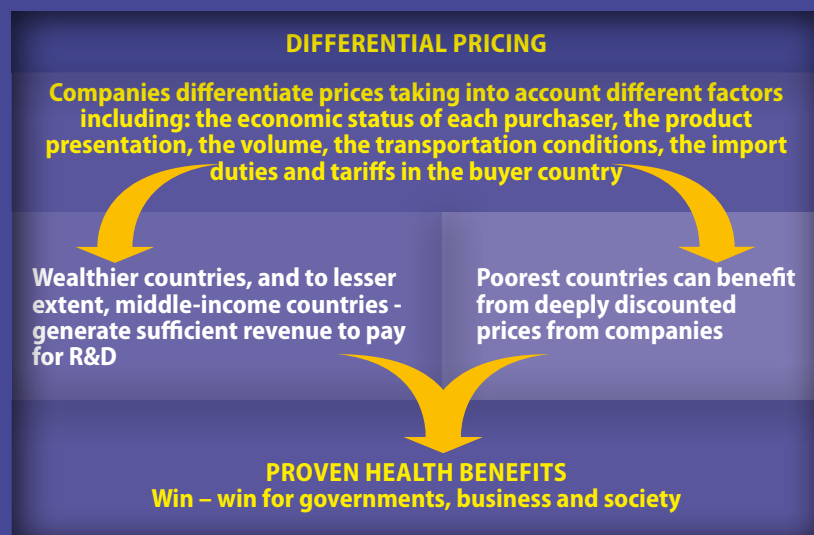 DIFFERENTIAL PRICING
Companies differentiate prices taking into account different factors
including: the economic status of each purchaser, the product
presentation, the volume, the transportation conditions, the import
duties and tariffs in the buyer country
Wealthier countries, and to lesser
extent, middle-income countries -
generate sufficient revenue to pay
for R&D
Poorest countries can benefit
from deeply discounted
prices from companies
PROVEN HEALTH BENEFITS
Win – win for governments, business and society